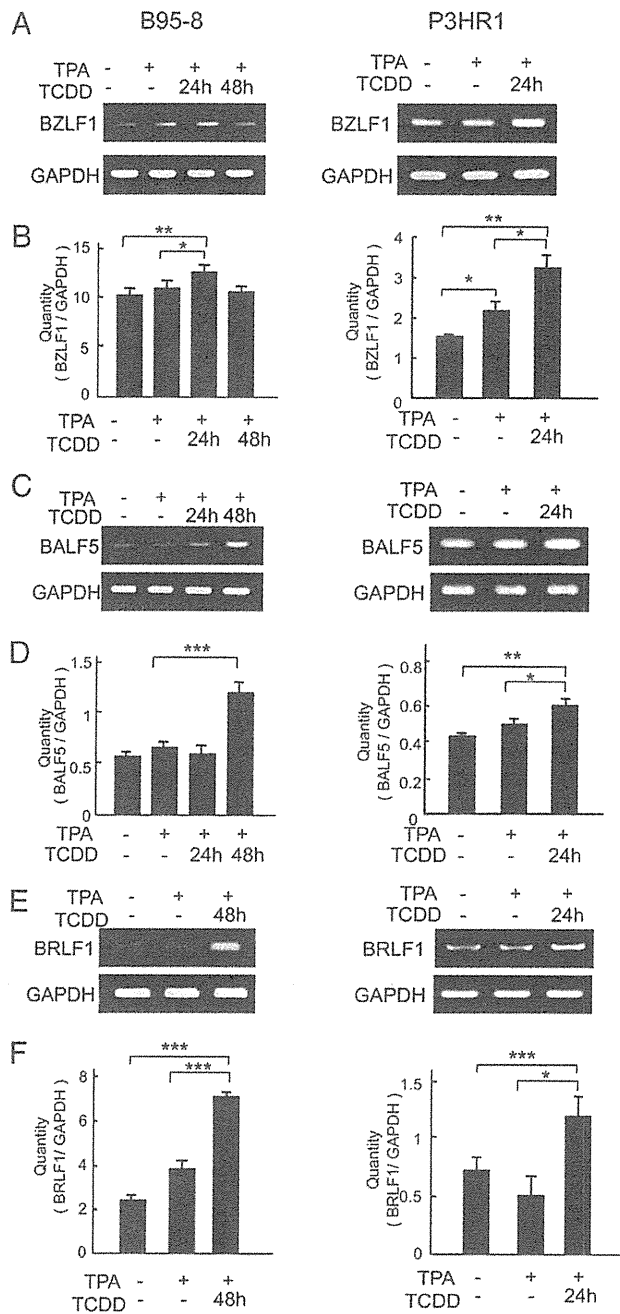 B95-8 P3HR1
A
TPA - + + +
TCDD - - 24h 48h
BZLF1
GAPDH
TPA - + +
TCDD - - 24h
BZLF1
GAPDH
B
Quantity
( BZLF1 / GAPDH )
15
10
5
0
** 
*
TPA - + + +
TCDD - - 24h 48h
Quantity
( BZLF1 / GAPDH )
4
3
2
1
0
**
*
*
TPA - + +
TCDD - - 24h
C
TPA - + + +
TCDD - - 24h 48h
BALF5
GAPDH
TPA - + +
TCDD - - 24h
BALF5
GAPDH
D
Quantity
( BALF5 / GAPDH )
1.5
1
0.5
0
***
TPA - + + +
TCDD - - 24h 48h
Quantity
( BALF5 / GAPDH )
0.8
0.6
0.4
0.2
0
**
*
TPA - + +
TCDD - - 24h
E
TPA - + +
TCDD - - 48h
BRLF1
GAPDH
TPA - + +
TCDD - - 24h
BRLF1
GAPDH
F
Quantity
( BRLF1/ GAPDH )
8
6
4
2
0
***
***
TPA - + +
TCDD - - 48h
Quantity
( BRLF1/ GAPDH )
1.5
1
0.5
0
***
*
TPA - + +
TCDD - - 24h